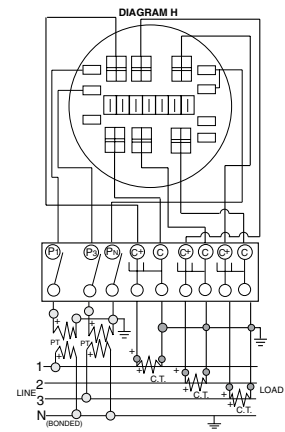 DIAGRAM H
P1 P3 PN C+ C C+ C C+ C
+ + 
PT PT
+ +
1
+ C.T.
2
LINE + C.T. LOAD
3
+ C.T.
N
(BONDED)